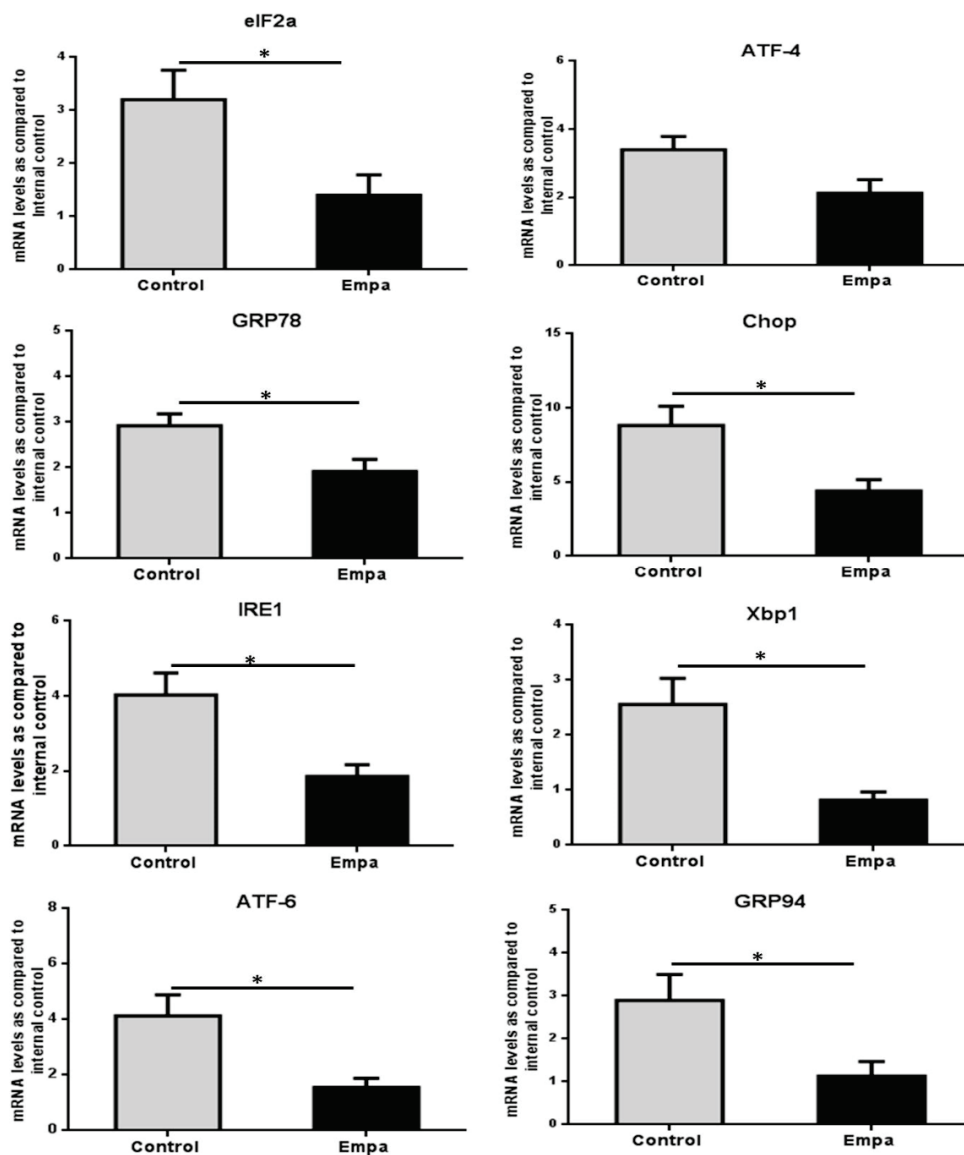 eIF2a
mRNA levels as compared to
Internal control
4
3
2
1
0
*
Control
Empa
ATF-4
mRNA levels as compared to
Internal control
6
4
2
0
Control
Empa
GRP78
mRNA levels as compared to
internal control
5
4
3
2
1
0
*
Control
Empa
Chop
mRNA levels as compared to
internal control
15
10
5
0
*
Control
Empa
IRE1
mRNA levels as compared to
internal control
6
4
2
0
*
Control
Empa
Xbp1
mRNA levels as compared to
internal control
4
3
2
1
0
*
Control
Empa
ATF-6
mRNA levels as compared to
internal control
8
6
4
2
0
*
Control
Empa
GRP94
mRNA levels as compared to
internal control
5
4
3
2
1
0
*
Control
Empa